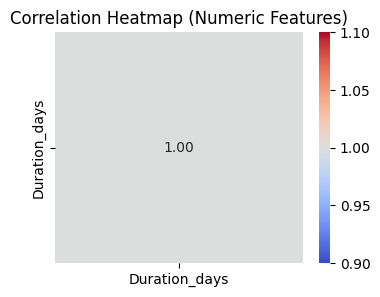 Correlation Heatmap (Numeric Features)
Duration_days
1.00
Duration_days
1.10
1.05
1.00
0.95
0.90